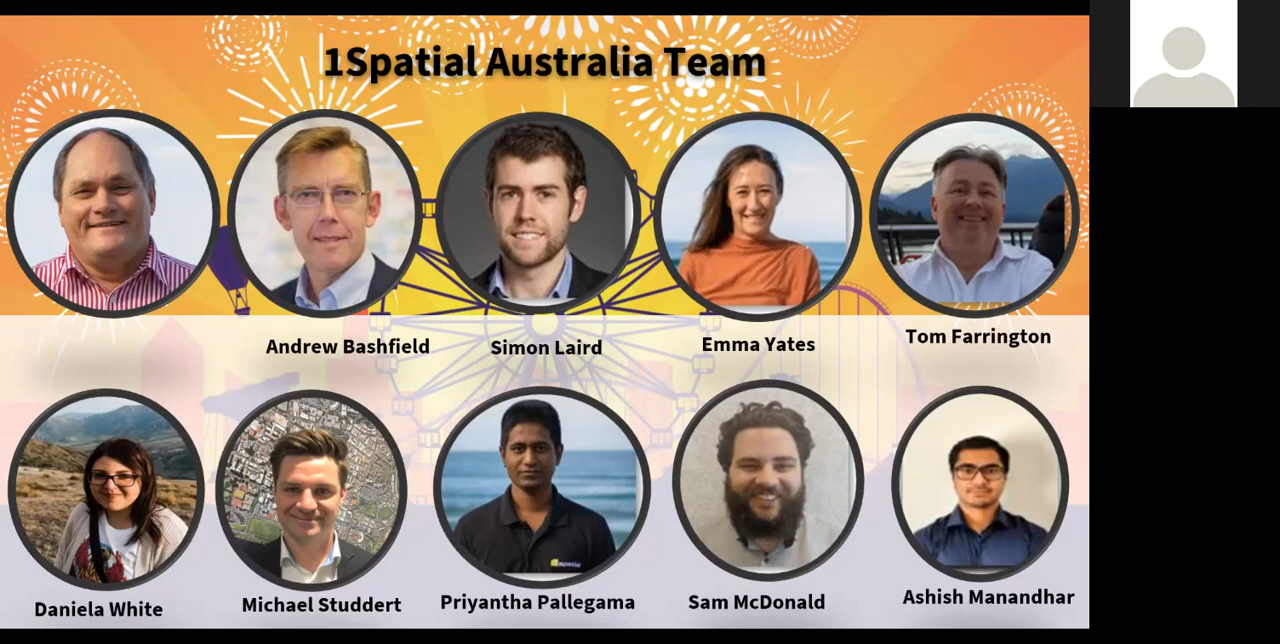 1Spatial Australia Team
Andrew Bashfield
Simon Laird
Emma Yates
Tom Farrington
Daniela White
Michael Studdert
Priyantha Pallegama
Sam McDonald
Ashish Manandhar